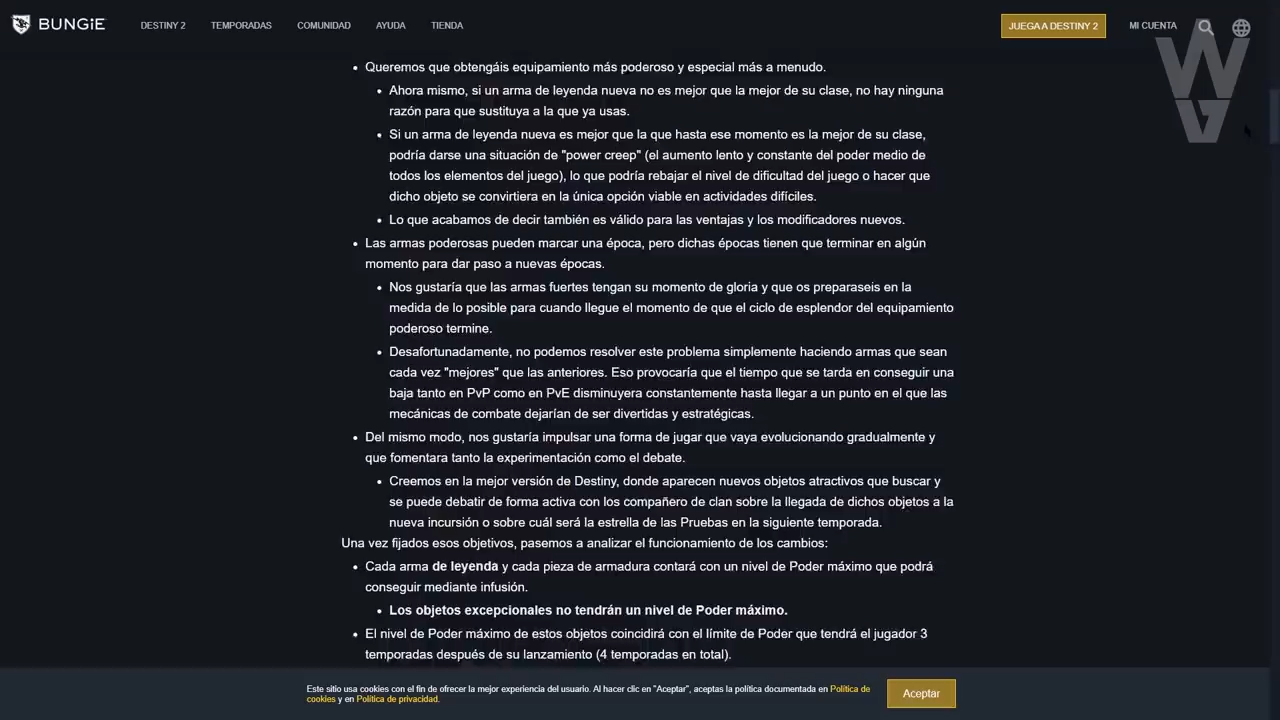 BUNGiE
DESTINY 2
TEMPORADAS
COMUNIDAD
AYUDA
TIENDA
JUEGA A DESTINY 2
MI CUENTA
WG
• Queremos que obtengáis equipamiento más poderoso y especial más a menudo.
• Ahora mismo, si un arma de leyenda nueva no es mejor que la mejor de su clase, no hay ninguna
razón para que sustituya a la que ya usas.
• Si un arma de leyenda nueva es mejor que la que hasta ese momento es la mejor de su clase,
podría darse una situación de "power creep" (el aumento lento y constante del poder medio de
todos los elementos del juego), lo que podría rebajar el nivel de dificultad del juego o hacer que
dicho objeto se convirtiera en la única opción viable en actividades difíciles.
• Lo que acabamos de decir también es válido para las ventajas y los modificadores nuevos.
• Las armas poderosas pueden marcar una época, pero dichas épocas tienen que terminar en algún
momento para dar paso a nuevas épocas.
• Nos gustaría que las armas fuertes tengan su momento de gloria y que os preparaseis en la
medida de lo posible para cuando llegue el momento de que el ciclo de esplendor del equipamiento
poderoso termine.
• Desafortunadamente, no podemos resolver este problema simplemente haciendo armas que sean
cada vez "mejores" que las anteriores. Eso provocaría que el tiempo que se tarda en conseguir una
baja tanto en PvP como en PvE disminuyera constantemente hasta llegar a un punto en el que las
mecánicas de combate dejarían de ser divertidas y estratégicas.
• Del mismo modo, nos gustaría impulsar una forma de jugar que vaya evolucionando gradualmente y
que fomentara tanto la experimentación como el debate.
• Creemos en la mejor versión de Destiny, donde aparecen nuevos objetos atractivos que buscar y
se puede debatir de forma activa con los compañero de clan sobre la llegada de dichos objetos a la
nueva incursión o sobre cuál será la estrella de las Pruebas en la siguiente temporada.
Una vez fijados esos objetivos, pasemos a analizar el funcionamiento de los cambios:
• Cada arma de leyenda y cada pieza de armadura contará con un nivel de Poder máximo que podrá
conseguir mediante infusión.
• Los objetos excepcionales no tendrán un nivel de Poder máximo.
• El nivel de Poder máximo de estos objetos coincidirá con el límite de Poder que tendrá el jugador 3
temporadas después de su lanzamiento (4 temporadas en total).
Este sitio usa cookies con el fin de ofrecer la mejor experiencia del usuario. Al hacer clic en "Aceptar", aceptas la política documentada en Política de
cookies y en Política de privacidad.
Aceptar